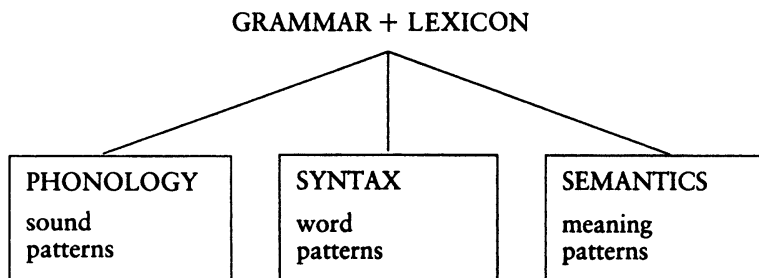 GRAMMAR + LEXICON
PHONOLOGY
sound
patterns
SYNTAX
word
patterns
SEMANTICS
meaning
patterns